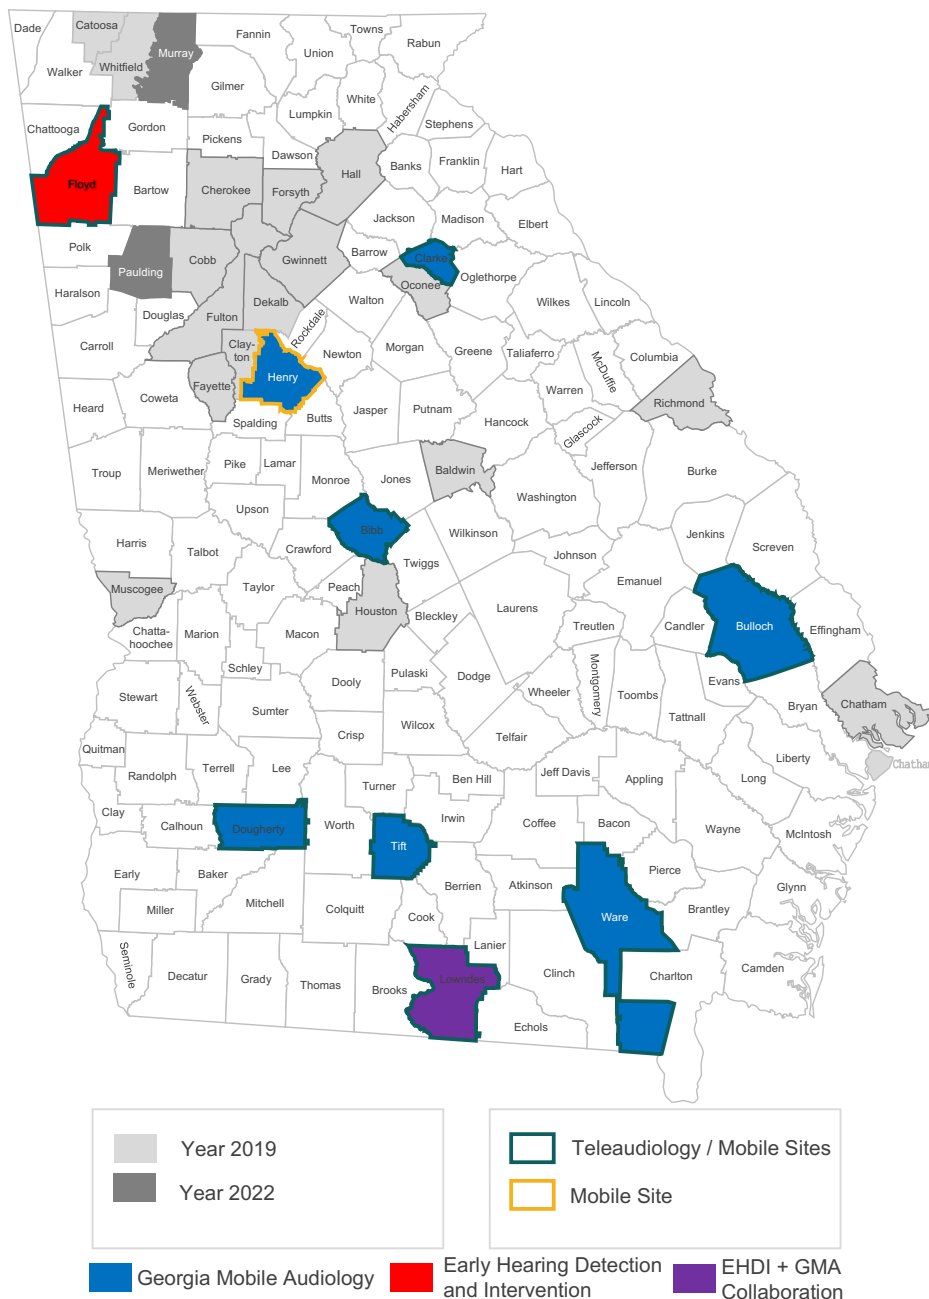 Dade
Catoosa
Fannin
Towns
Rabun
Union
Murray
Whitfield
Walker
Gilmer
White
Habersham
Lumpkin
Stephens
Chattooga
Gordon
Pickens
Dawson
Banks
Franklin
Hart
Hall
Floyd
Bartow
Cherokee
Forsyth
Jackson
Madison
Elbert
Polk
Cobb
Gwinnett
Barrow
Clarke
Paulding
Oconee
Oglethorpe
Haralson
Dekalb
Walton
Wilkes
Lincoln
Douglas
Fulton
Rockdale
Carroll
Clay-
ton
Newton
Morgan
Greene
Taliaferro
McDuffie
Columbia
Henry
Fayette
Warren
Coweta
Heard
Richmond
Jasper
Putnam
Butts
Spalding
Hancock
Glascock
Troup
Meriwether
Pike
Lamar
Monroe
Jones
Baldwin
Jefferson
Burke
Washington
Upson
Bibb
Wilkinson
Jenkins
Harris
Talbot
Crawford
Twiggs
Johnson
Screven
Emanuel
Muscogee
Taylor
Peach
Houston
Bleckley
Laurens
Treutlen
Candler
Bulloch
Effingham
Chatta-
hoochee
Marion
Macon
Schley
Pulaski
Dodge
Montgomery
Evans
Dooly
Wheeler
Toombs
Stewart
Webster
Sumter
Tattnall
Bryan
Chatham
Crisp
Wilcox
Telfair
Quitman
Liberty
Chatham
Randolph
Terrell
Lee
Turner
Ben Hill
Jeff Davis
Appling
Long
Clay
Calhoun
Dougherty
Worth
Irwin
Coffee
Bacon
Wayne
McIntosh
Tift
Early
Baker
Berrien
Atkinson
Pierce
Glynn
Miller
Mitchell
Colquitt
Cook
Ware
Brantley
Lanier
Seminole
Decatur
Grady
Thomas
Brooks
Lowndes
Clinch
Charlton
Camden
Echols
Year 2019
Year 2022
Teleaudiology / Mobile Sites
Mobile Site
Georgia Mobile Audiology
Early Hearing Detection
and Intervention
EHDI + GMA
Collaboration